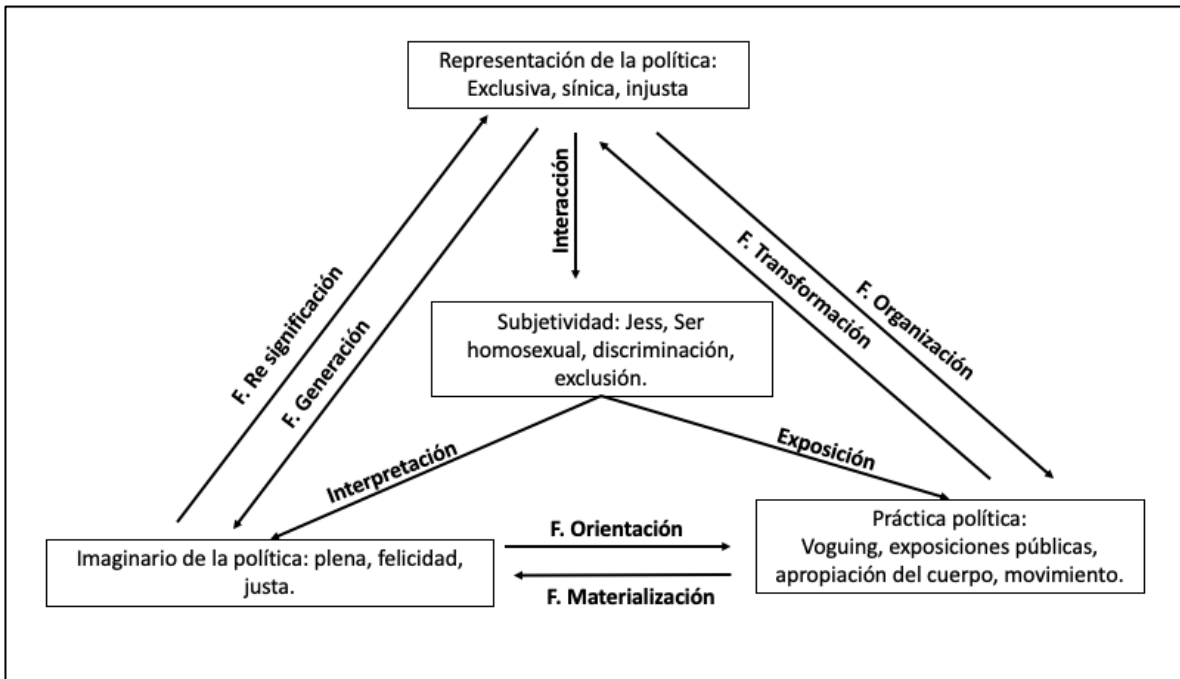 Representación de la política:
Exclusiva, sínica, injusta
Interacción
F. Re significación
F. Generación
F. Transformación
F. Organización
Subjetividad: Jess, Ser
homosexual, discriminación,
exclusión.
Interpretación
Exposición
Imaginario de la política: plena, felicidad,
justa.
F. Orientación
F. Materialización
Práctica política:
Voguing, exposiciones públicas,
apropiación del cuerpo, movimiento.